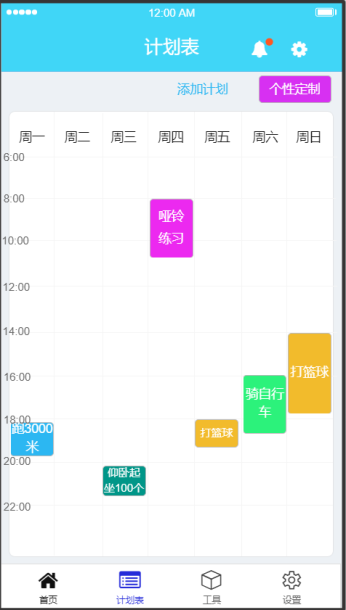 12:00 AM
计划表
添加计划
个性定制
周一 周二 周三 周四 周五 周六 周日
6:00
8:00
哑铃
练习
10:00
12:00
14:00
打篮球
16:00
骑自行
车
18:00
跑3000
米
打篮球
20:00
仰卧起
坐100个
22:00
首页 计划表 工具 设置